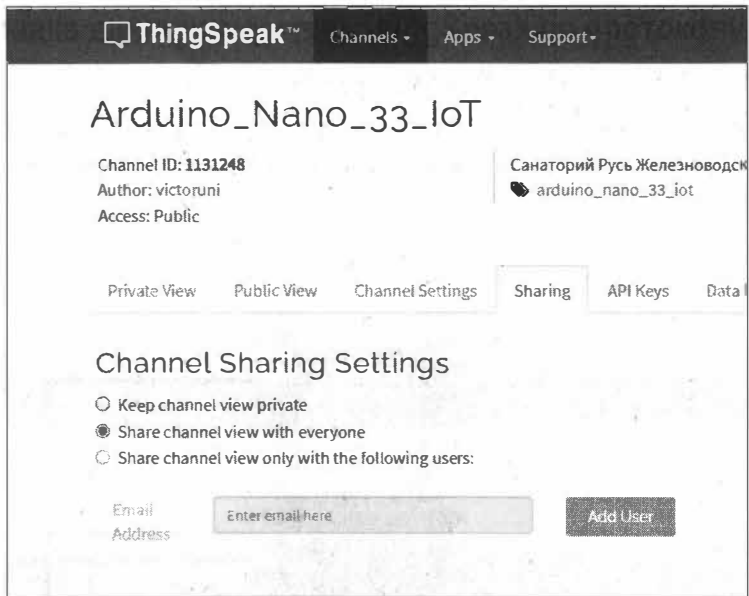 ThingSpeak™ Channels Apps Support
Arduino_Nano_33_IoT
Channel ID: 1131248
Author: victoruni
Access: Public
Санаторий Русь Железноводск
arduino_nano_33_iot
Private View Public View Channel Settings Sharing API Keys Data
Channel Sharing Settings
Keep channel view private
Share channel view with everyone
Share channel view only with the following users:
Email
Address
Enter email here
Add User